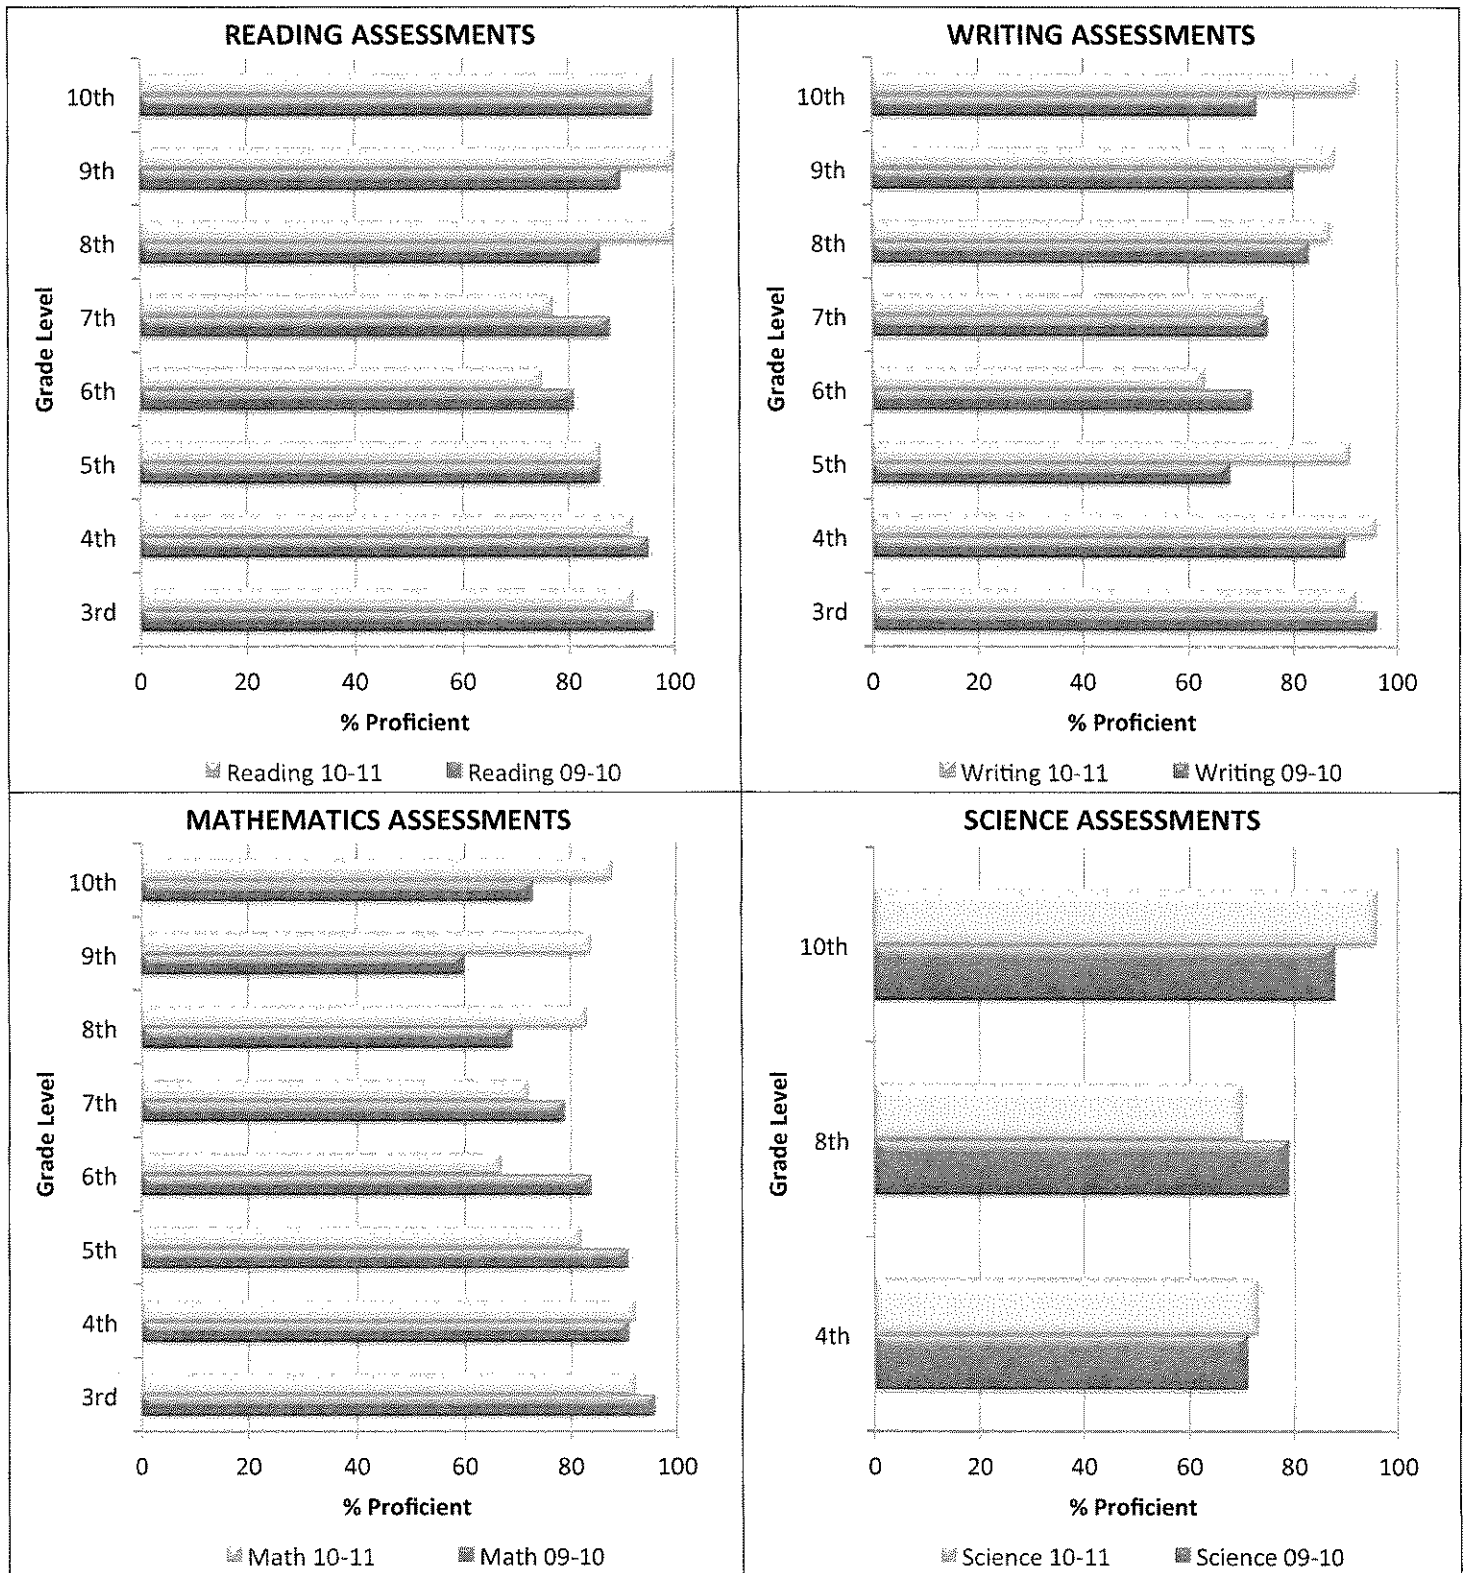 READING ASSESSMENTS
10th
9th
8th
7th
6th
5th
4th
3rd
Grade Level
0 20 40 60 80 100
% Proficient
Reading 10-11 Reading 09-10
WRITING ASSESSMENTS
10th
9th
8th
7th
6th
5th
4th
3rd
Grade Level
0 20 40 60 80 100
% Proficient
Writing 10-11 Writing 09-10
MATHEMATICS ASSESSMENTS
10th
9th
8th
7th
6th
5th
4th
3rd
Grade Level
0 20 40 60 80 100
% Proficient
Math 10-11 Math 09-10
SCIENCE ASSESSMENTS
10th
8th
4th
Grade Level
0 20 40 60 80 100
% Proficient
Science 10-11 Science 09-10